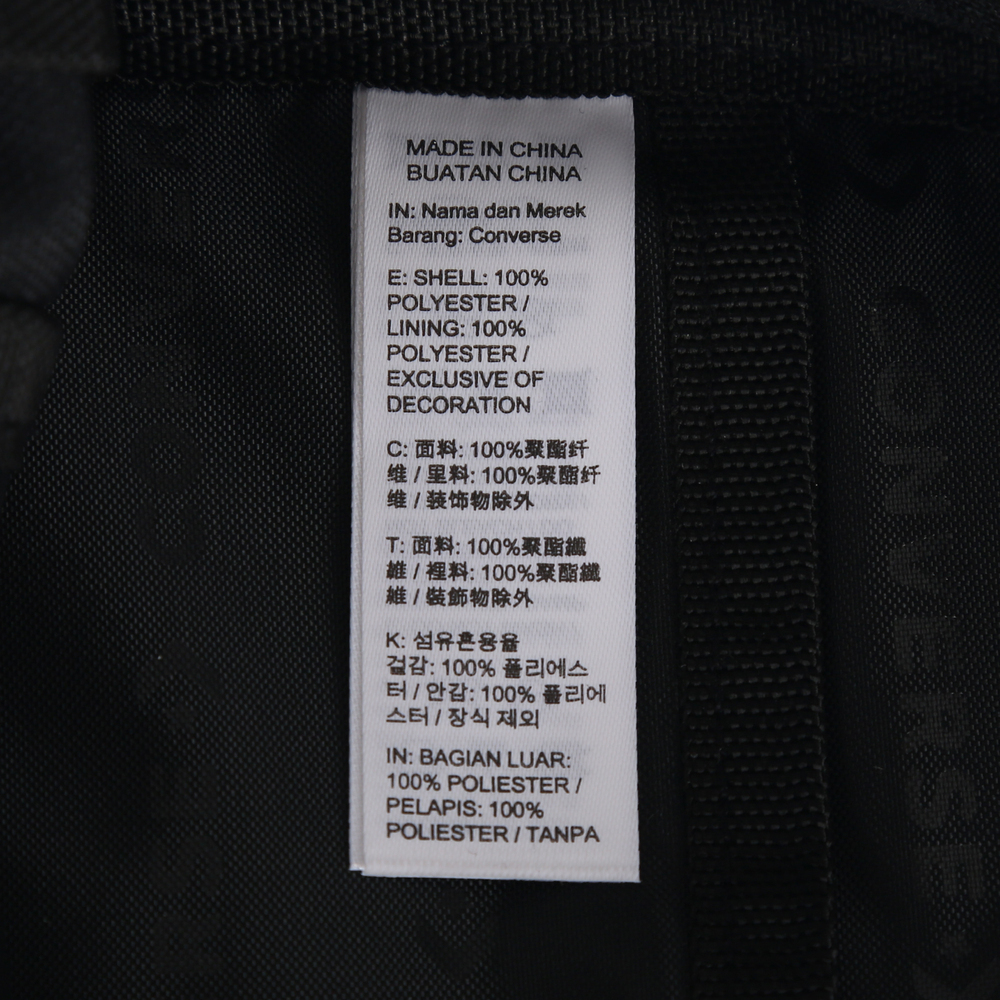 MADE IN CHINA
BUATAN CHINA
IN: Nama dan Merek
Barang: Converse
E: SHELL: 100%
POLYESTER /
LINING: 100%
POLYESTER /
EXCLUSIVE OF
DECORATION
C: 面料: 100%聚酯纤
维 / 里料: 100%聚酯纤
维 / 装饰物除外
T: 面料: 100%聚酯纖
維 / 裡料: 100%聚酯纖
維 / 裝飾物除外
K: 섬유혼용율
겉감: 100% 폴리에스
터 / 안감: 100% 폴리에
스터 / 장식 제외
IN: BAGIAN LUAR:
100% POLIESTER /
PELAPIS: 100%
POLIESTER / TANPA